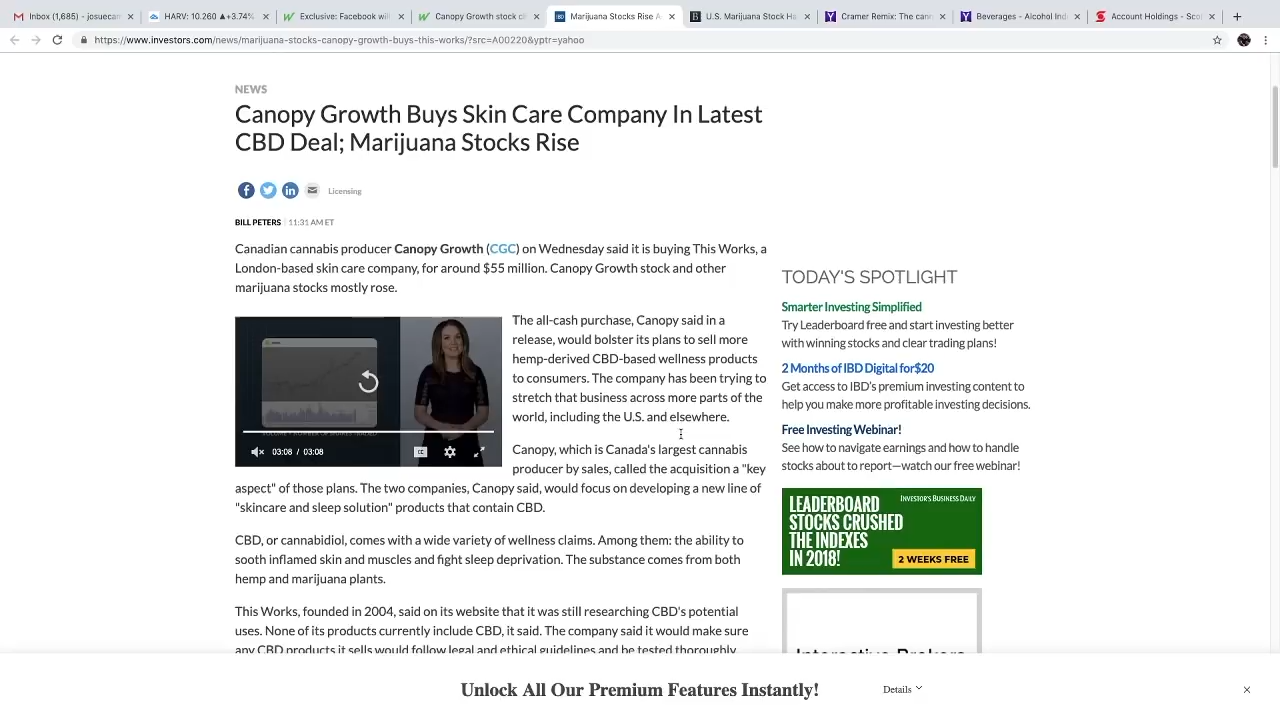 Inbox (1,685) - josuecan
HARV: 10.260 ▲+3.74%
Exclusive: Facebook wil
Canopy Growth stock cl
Marijuana Stocks Rise A
U.S. Marijuana Stock Ha
Cramer Remix: The cann
Beverages - Alcohol Ind
Account Holdings - Sco
https://www.investors.com/news/marijuana-stocks-canopy-growth-buys-this-works/?src=A00220&yptr=yahoo
NEWS
Canopy Growth Buys Skin Care Company In Latest
CBD Deal; Marijuana Stocks Rise
Licensing
BILL PETERS 11:31 AM ET
Canadian cannabis producer Canopy Growth (CGC) on Wednesday said it is buying This Works, a
London-based skin care company, for around $55 million. Canopy Growth stock and other
marijuana stocks mostly rose.
03:08 / 03:08
CC
The all-cash purchase, Canopy said in a
release, would bolster its plans to sell more
hemp-derived CBD-based wellness products
to consumers. The company has been trying to
stretch that business across more parts of the
world, including the U.S. and elsewhere.
Canopy, which is Canada's largest cannabis
producer by sales, called the acquisition a "key
aspect" of those plans. The two companies, Canopy said, would focus on developing a new line of
"skincare and sleep solution" products that contain CBD.
CBD, or cannabidiol, comes with a wide variety of wellness claims. Among them: the ability to
sooth inflamed skin and muscles and fight sleep deprivation. The substance comes from both
hemp and marijuana plants.
This Works, founded in 2004, said on its website that it was still researching CBD's potential
uses. None of its products currently include CBD, it said. The company said it would make sure
any CBD products it sells would follow legal and ethical guidelines and be tested thoroughly
TODAY'S SPOTLIGHT
Smarter Investing Simplified
Try Leaderboard free and start investing better
with winning stocks and clear trading plans!
2 Months of IBD Digital for$20
Get access to IBD's premium investing content to
help you make more profitable investing decisions.
Free Investing Webinar!
See how to navigate earnings and how to handle
stocks about to report—watch our free webinar!
LEADERBOARD
INVESTOR'S BUSINESS DAILY
STOCKS CRUSHED
THE INDEXES
IN 2018!
2 WEEKS FREE
Interactive Brokers
Unlock All Our Premium Features Instantly!
Details